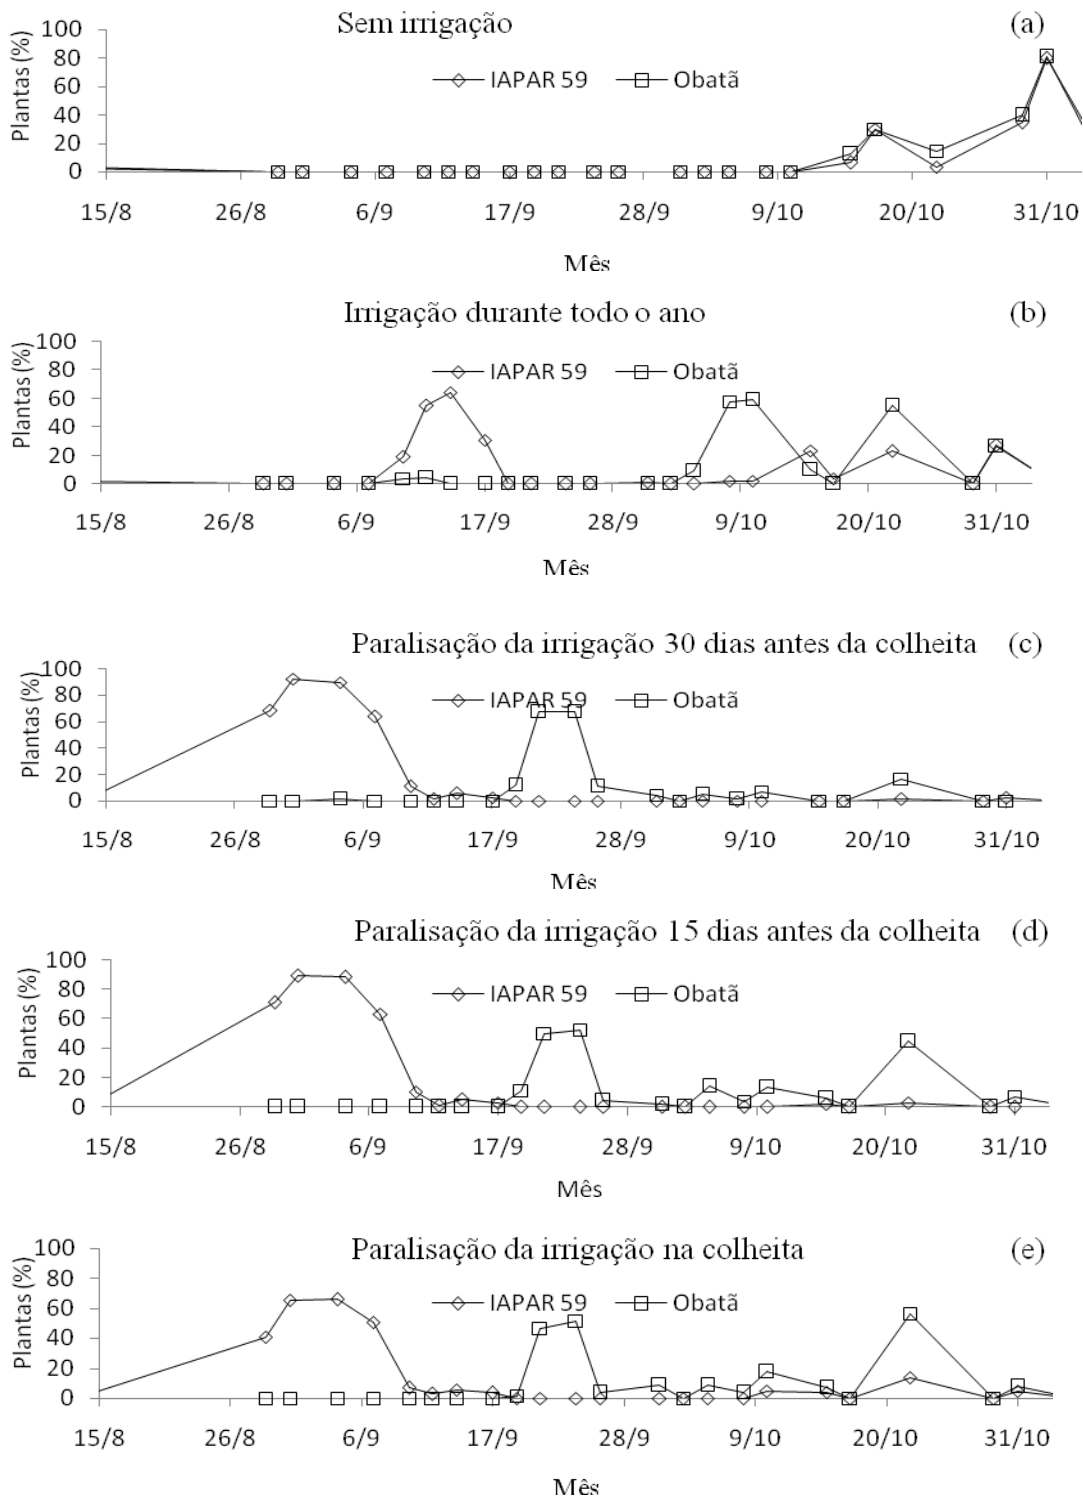 Sem irrigação (a)
Plantas (%)
100
80
60
40
20
0
IAPAR 59 Obatã
15/8 26/8 6/9 17/9 28/9 9/10 20/10 31/10
Mês
Irrigação durante todo o ano (b)
Plantas (%)
100
80
60
40
20
0
IAPAR 59 Obatã
15/8 26/8 6/9 17/9 28/9 9/10 20/10 31/10
Mês
Paralisação da irrigação 30 dias antes da colheita (c)
Plantas (%)
100
80
60
40
20
0
IAPAR 59 Obatã
15/8 26/8 6/9 17/9 28/9 9/10 20/10 31/10
Mês
Paralisação da irrigação 15 dias antes da colheita (d)
Plantas (%)
100
80
60
40
20
0
IAPAR 59 Obatã
15/8 26/8 6/9 17/9 28/9 9/10 20/10 31/10
Mês
Paralisação da irrigação na colheita (e)
Plantas (%)
100
80
60
40
20
0
IAPAR 59 Obatã
15/8 26/8 6/9 17/9 28/9 9/10 20/10 31/10
Mês